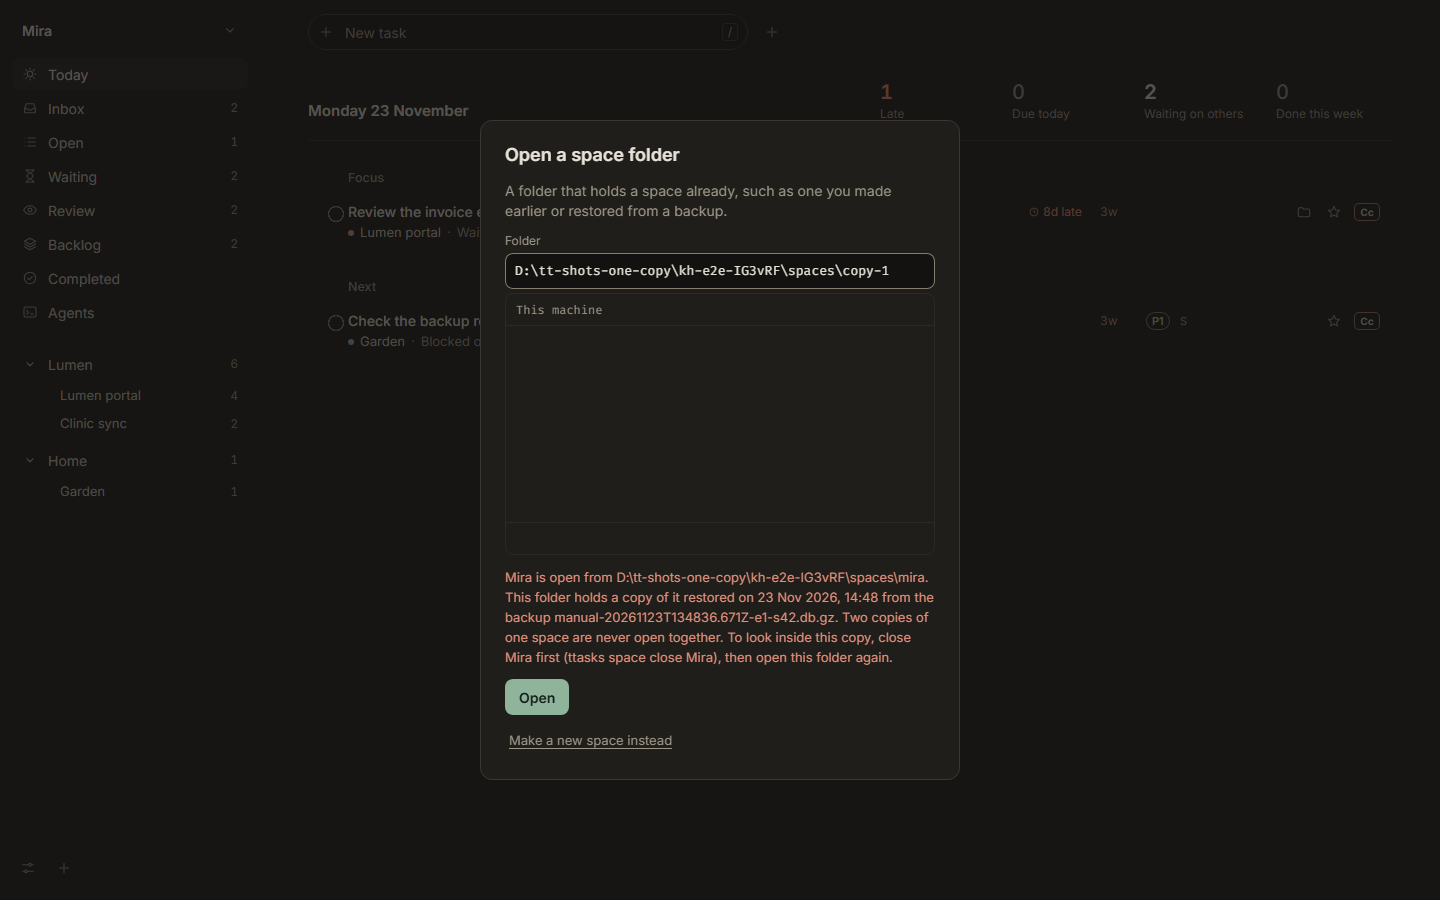 Mira
New task
/
Today
Inbox 2
Open 1
Waiting 2
Review 2
Backlog 2
Completed
Agents
Lumen 6
Lumen portal 4
Clinic sync 2
Home 1
Garden 1
Monday 23 November
1 Late
0 Due today
2 Waiting on others
0 Done this week
Focus
Review the invoice
8d late 3w Cc
Lumen portal · Wai
Next
Check the backup
3w P1 S Cc
Garden · Blocked
Open a space folder
A folder that holds a space already, such as one you made
earlier or restored from a backup.
Folder
D:\tt-shots-one-copy\kh-e2e-IG3vRF\spaces\copy-1
This machine
Mira is open from D:\tt-shots-one-copy\kh-e2e-IG3vRF\spaces\mira.
This folder holds a copy of it restored on 23 Nov 2026, 14:48 from the
backup manual-20261123T134836.671Z-e1-s42.db.gz. Two copies of
one space are never open together. To look inside this copy, close
Mira first (ttasks space close Mira), then open this folder again.
Open
Make a new space instead